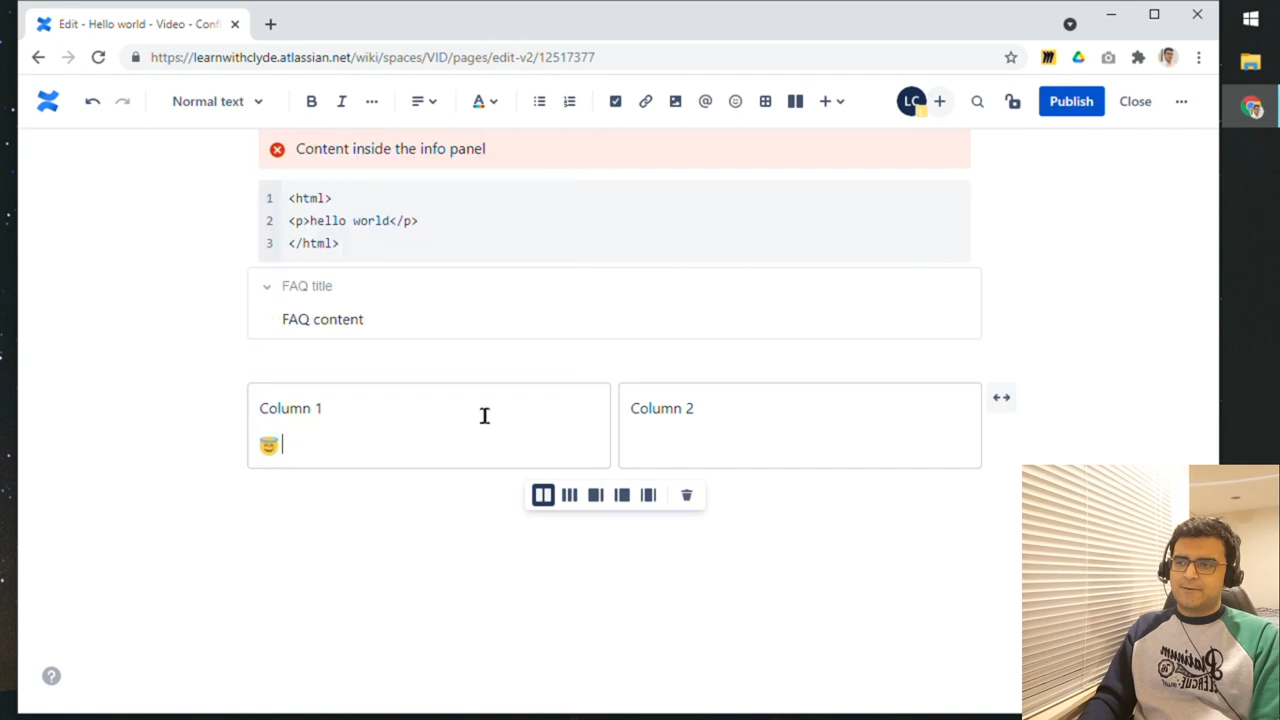 Edit - Hello world - Video - Conf
https://learnwithclyde.atlassian.net/wiki/spaces/VID/pages/edit-v2/12517377
Normal text
B
I
A
LC
Publish
Close
Content inside the info panel
1 <html>
2 <p>hello world</p>
3 </html>
FAQ title
FAQ content
Column 1
Column 2
Platinum
LEAGUE